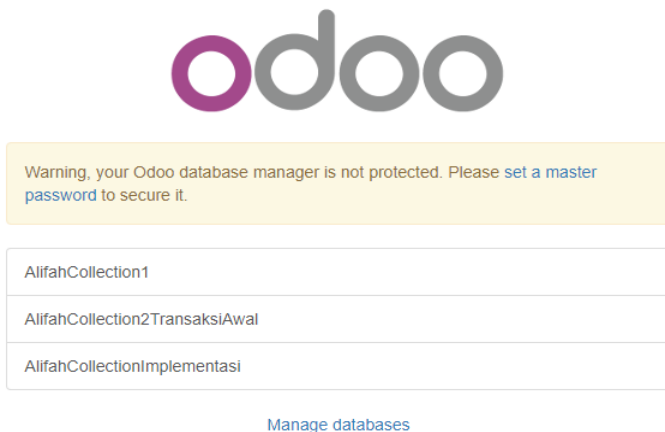 odoo
Warning, your Odoo database manager is not protected. Please set a master
password to secure it.
AlifahCollection1
AlifahCollection2TransaksiAwal
AlifahCollectionImplementasi
Manage databases